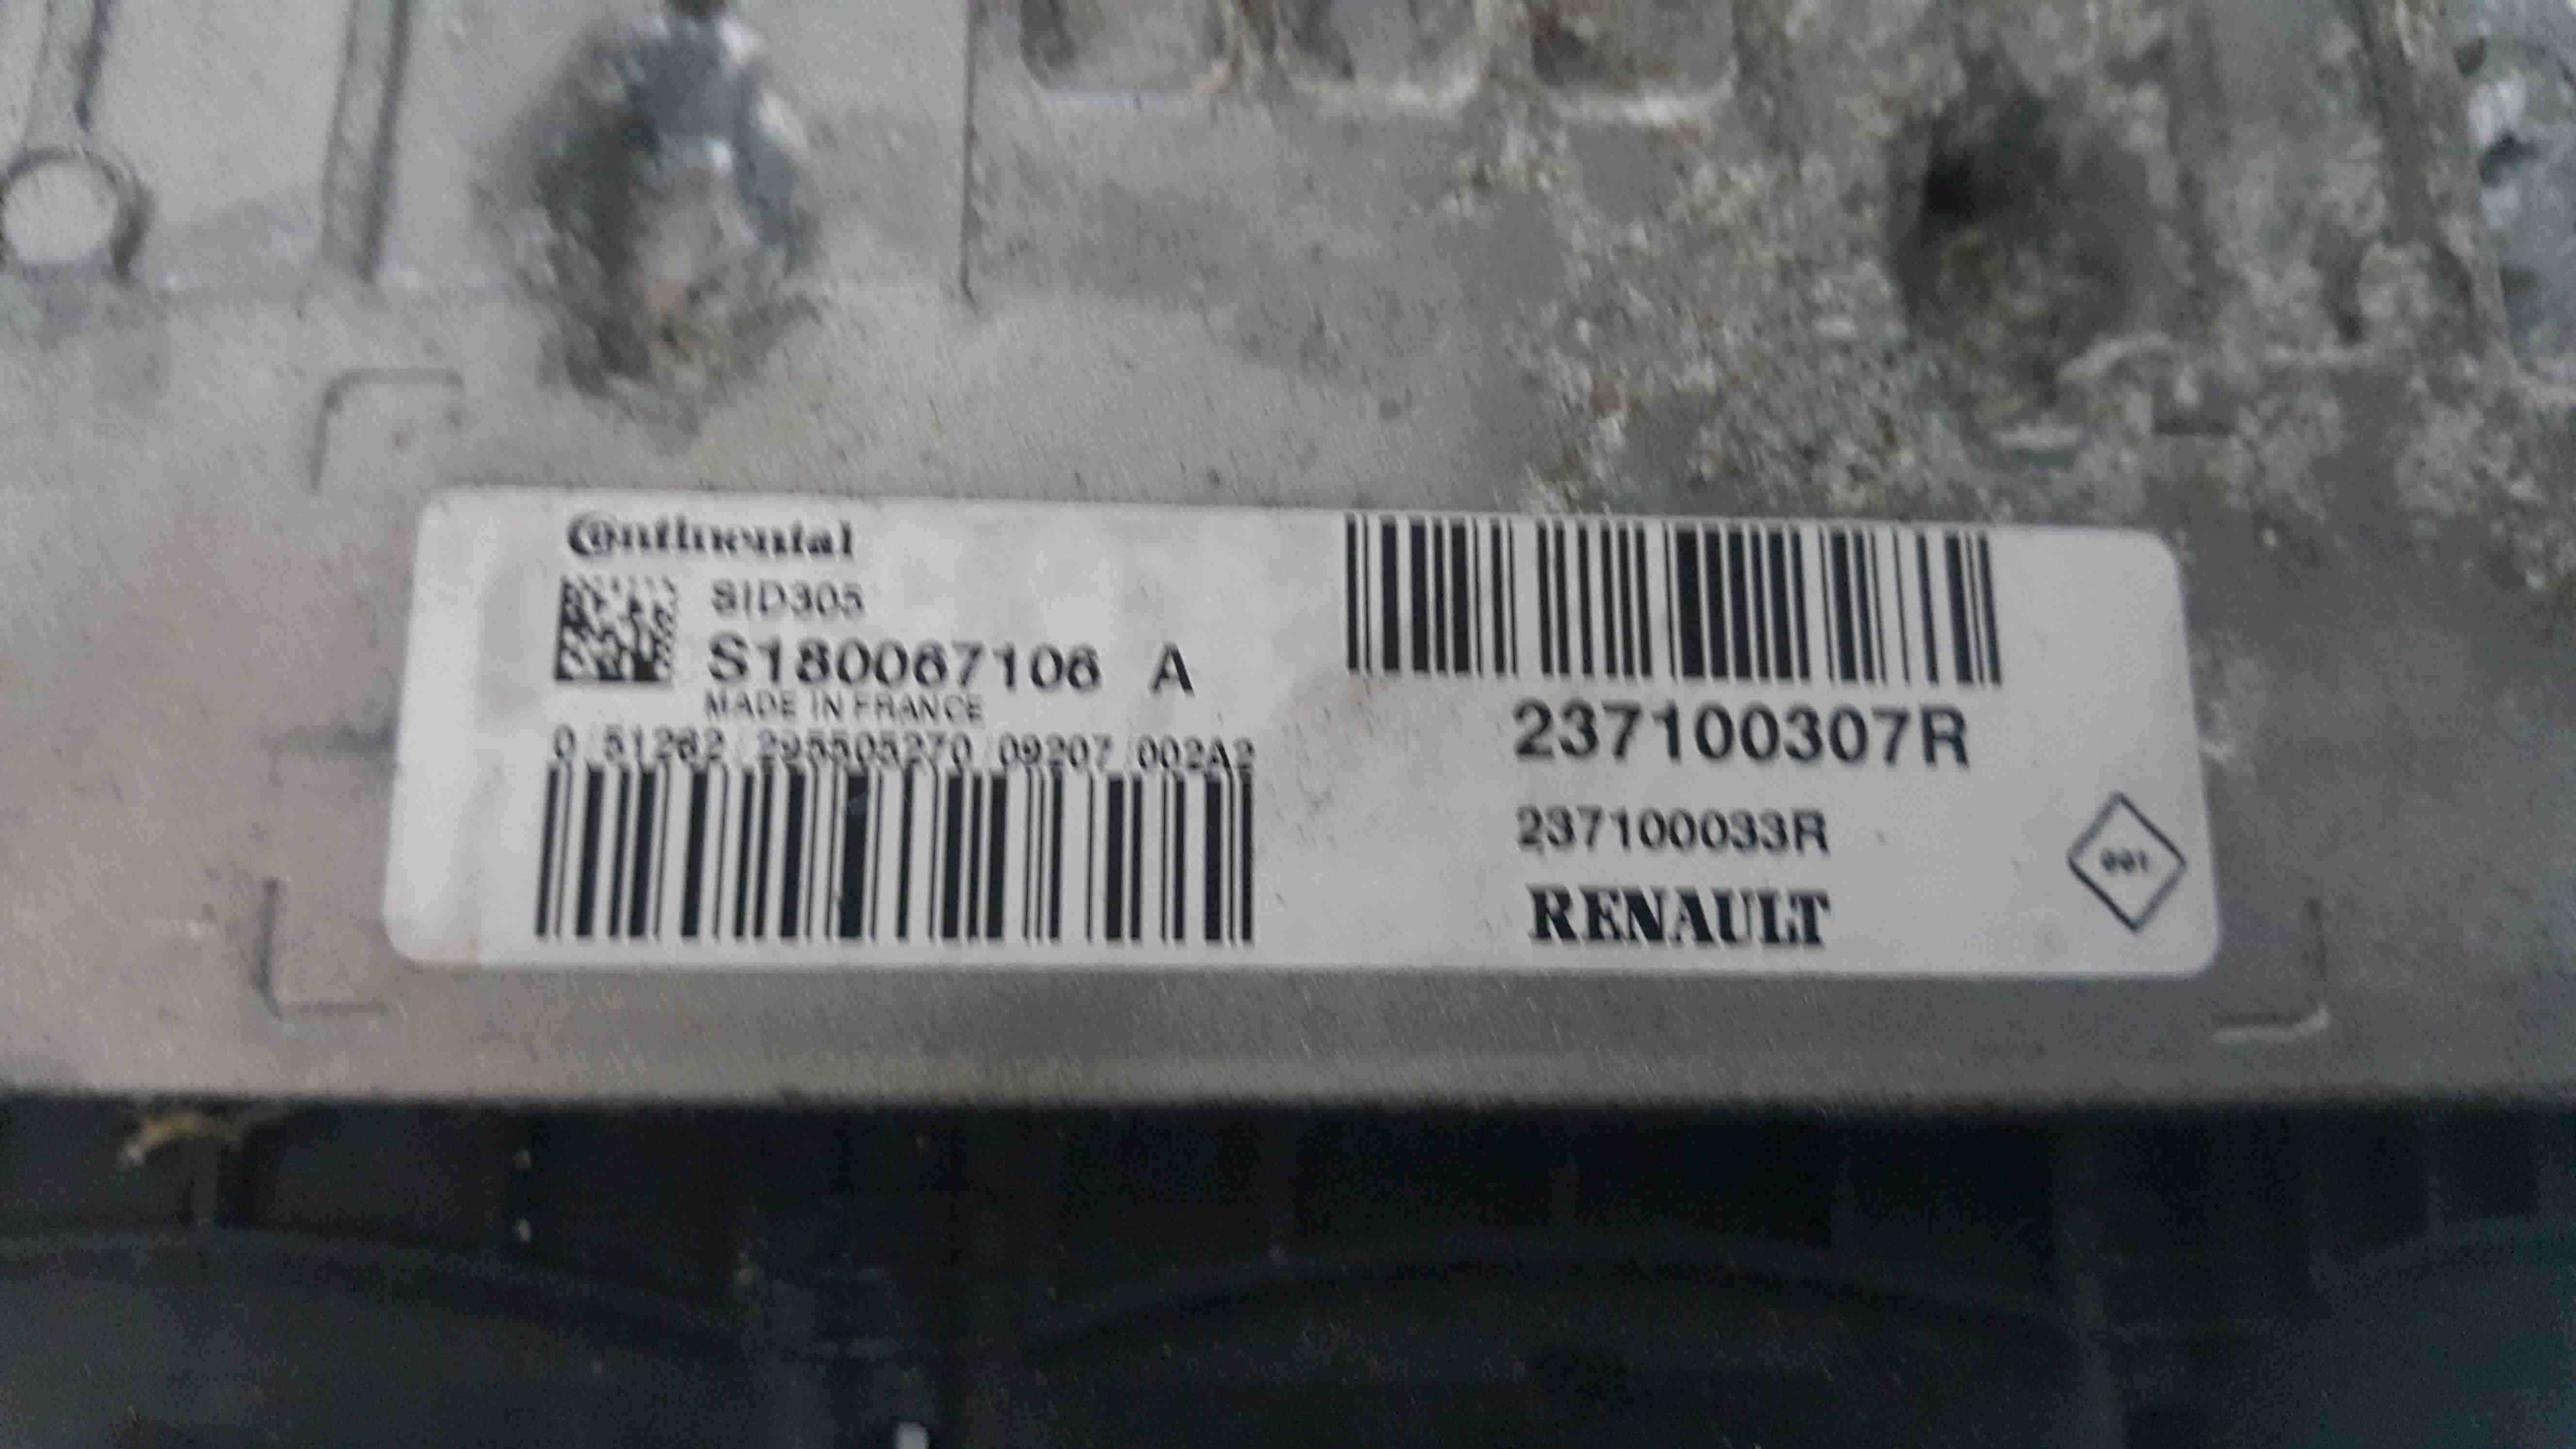 Continental
SID305
S180067106 A
MADE IN FRANCE
0 51262 295505270 09207 002A2
237100307R
237100033R
RENAULT